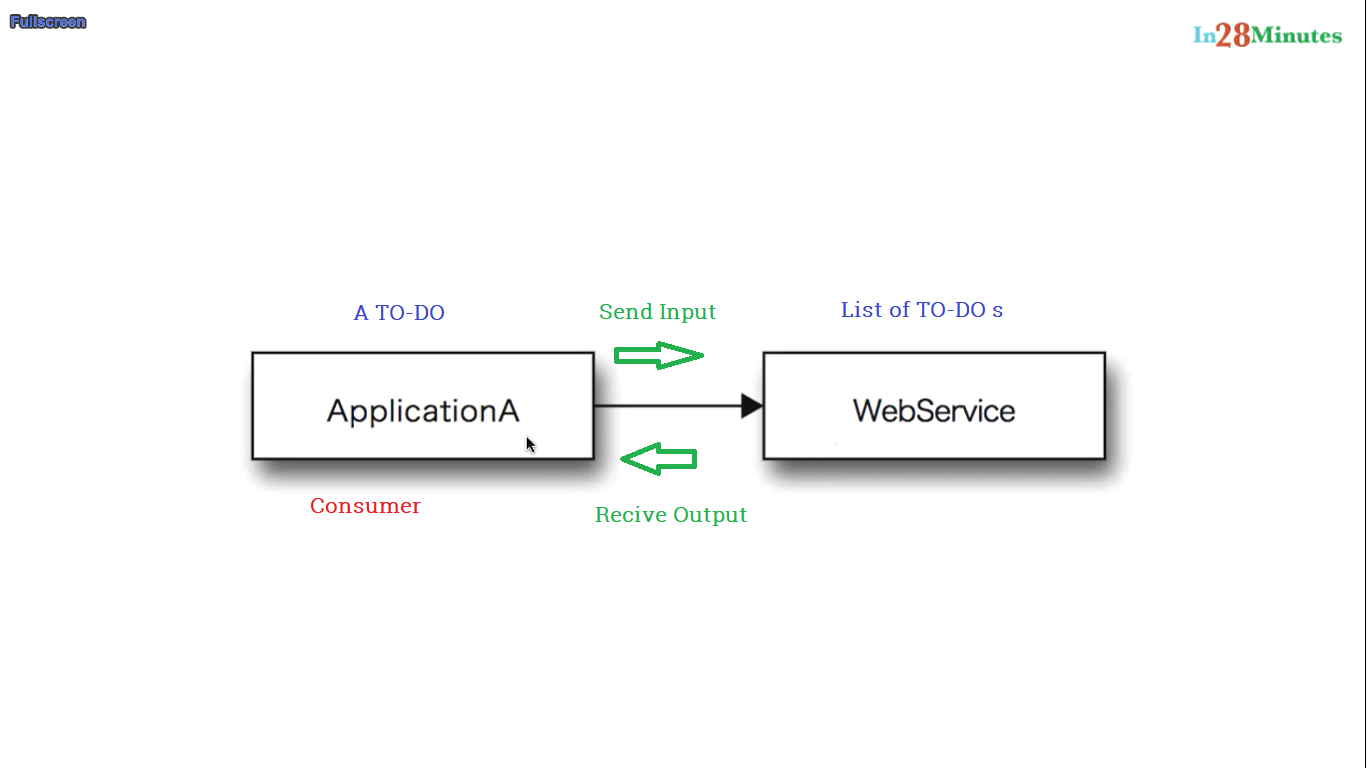 Fullscreen
In28Minutes
A TO-DO
Send Input
List of TO-DO s
ApplicationA
WebService
Consumer
Recive Output